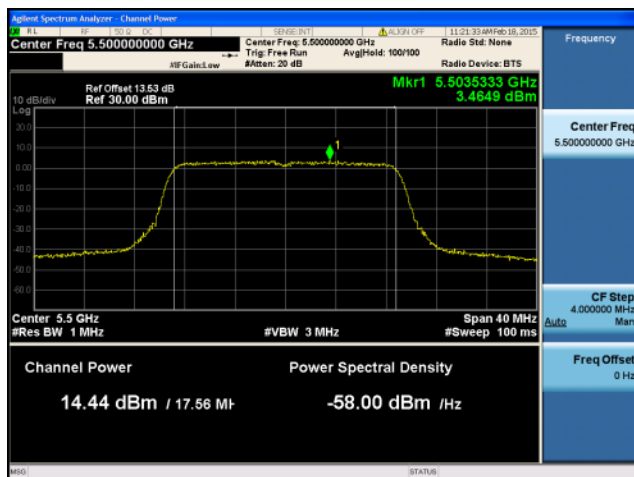 Agilent Spectrum Analyzer - Channel Power
RL RF 50 Ω DC SENSE:INT ALIGN OFF 11:21:33 AM Feb 18, 2015
Center Freq 5.500000000 GHz Center Freq: 5.500000000 GHz Radio Std: None
Trig: Free Run Avg|Hold: 100/100
#IFGain:Low #Atten: 20 dB Radio Device: BTS
Frequency
Mkr1 5.5035333 GHz
3.4649 dBm
Ref Offset 13.53 dB
10 dB/div Ref 30.00 dBm
Log
20.0
10.0
0.00
-10.0
-20.0
-30.0
-40.0
-50.0
-60.0
1
Center 5.5 GHz Span 40 MHz
#Res BW 1 MHz #VBW 3 MHz #Sweep 100 ms
Channel Power Power Spectral Density
14.44 dBm / 17.56 MH -58.00 dBm /Hz
Center Freq
5.500000000 GHz
CF Step
4.000000 MHz
Auto Man
Freq Offset
0 Hz
MSG STATUS